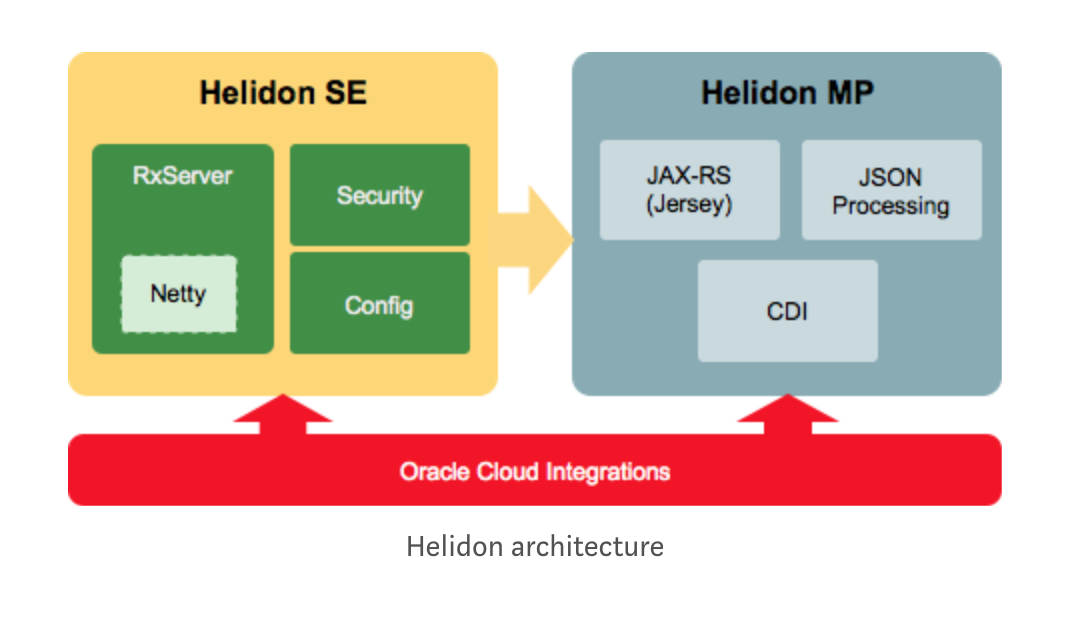 Helidon SE
RxServer
Netty
Security
Config
Helidon MP
JAX-RS
(Jersey)
JSON
Processing
CDI
Oracle Cloud Integrations
Helidon architecture